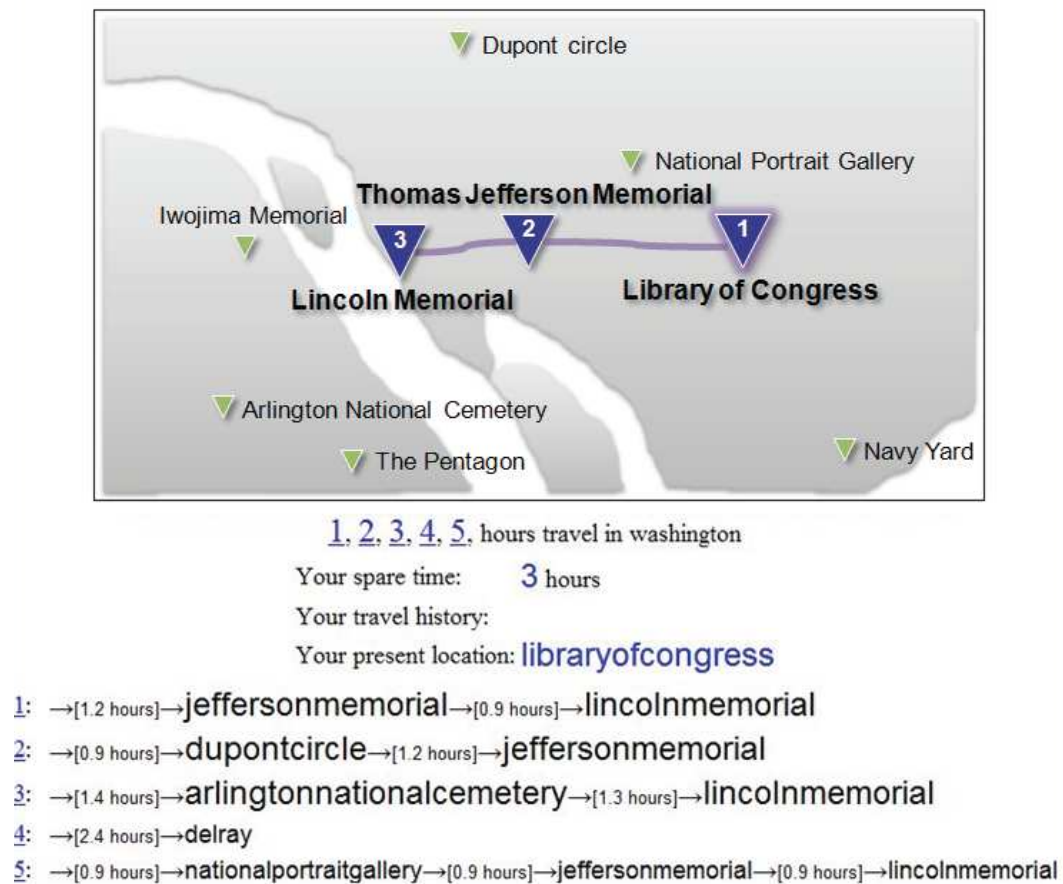 Dupont circle
National Portrait Gallery
Thomas Jefferson Memorial
Iwojima Memorial
3 2 1
Lincoln Memorial
Library of Congress
Arlington National Cemetery
The Pentagon
Navy Yard
1, 2, 3, 4, 5, hours travel in washington
Your spare time: 3 hours
Your travel history:
Your present location: libraryofcongress
1: →[1.2 hours]→jeffersonmemorial→[0.9 hours]→lincolnmemorial
2: →[0.9 hours]→dupontcircle→[1.2 hours]→jeffersonmemorial
3: →[1.4 hours]→arlingtonnationalcemetery→[1.3 hours]→lincolnmemorial
4: →[2.4 hours]→delray
5: →[0.9 hours]→nationalportraitgallery→[0.9 hours]→jeffersonmemorial→[0.9 hours]→lincolnmemorial